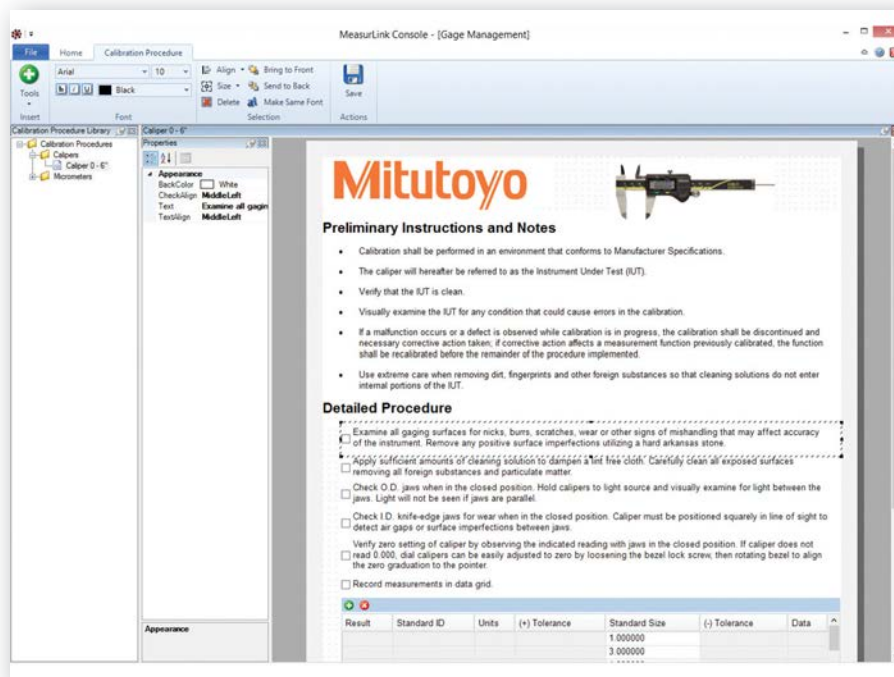 MeasurLink Console - [Gage Management]
File Home Calibration Procedure
Tools
Arial 10
b i U Black
Align
Size
Delete
Bring to Front
Send to Back
Make Same Font
Save
Insert Font Selection Actions
Calibration Procedure Library
Calibration Procedures
Calipers
Caliper 0 - 6"
Micrometers
Caliper 0 - 6"
Properties
Appearance
BackColor White
CheckAlign MiddleLeft
Text Examine all gagin
TextAlign MiddleLeft
Appearance
Mitutoyo
Preliminary Instructions and Notes
• Calibration shall be performed in an environment that conforms to Manufacturer Specifications.
• The caliper will hereafter be referred to as the Instrument Under Test (IUT).
• Verify that the IUT is clean.
• Visually examine the IUT for any condition that could cause errors in the calibration.
• If a malfunction occurs or a defect is observed while calibration is in progress, the calibration shall be discontinued and
necessary corrective action taken; if corrective action affects a measurement function previously calibrated, the function
shall be recalibrated before the remainder of the procedure implemented.
• Use extreme care when removing dirt, fingerprints and other foreign substances so that cleaning solutions do not enter
internal portions of the IUT.
Detailed Procedure
Examine all gaging surfaces for nicks, burrs, scratches, wear or other signs of mishandling that may affect accuracy
of the instrument. Remove any positive surface imperfections utilizing a hard arkansas stone.
Apply sufficient amounts of cleaning solution to dampen a lint free cloth. Carefully clean all exposed surfaces
removing all foreign substances and particulate matter.
Check O.D. jaws when in the closed position. Hold calipers to light source and visually examine for light between the
jaws. Light will not be seen if jaws are parallel.
Check I.D. knife-edge jaws for wear when in the closed position. Caliper must be positioned squarely in line of sight to
detect air gaps or surface imperfections between jaws.
Verify zero setting of caliper by observing the indicated reading with jaws in the closed position. If caliper does not
read 0.000, dial calipers can be easily adjusted to zero by loosening the bezel lock screw, then rotating bezel to align
the zero graduation to the pointer.
Record measurements in data grid.
Result Standard ID Units (+) Tolerance Standard Size (-) Tolerance Data
1.000000
3.000000